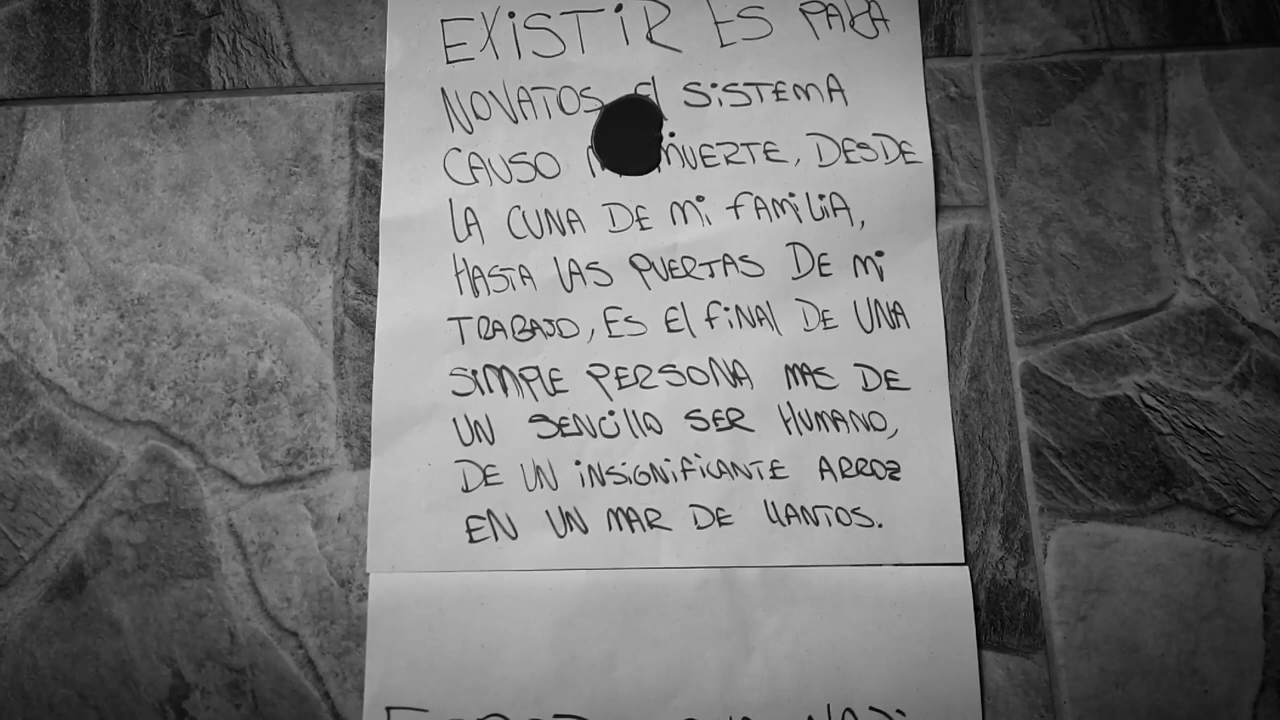 EXISTIR ES PARA
NOVATOS, El SISTEMA
CAUSO MUERTE, DESDE
LA CUNA DE Mi FAMILIA,
HASTA LAS PUERTAS DE Mi
TRABAJO, ES El FINAL DE UNA
SIMPLE PERSONA MAS DE
UN SENCIllO SER HUMANO,
DE UN INSIGNIFICANTE ARROZ
EN UN MAR DE llANTOS.